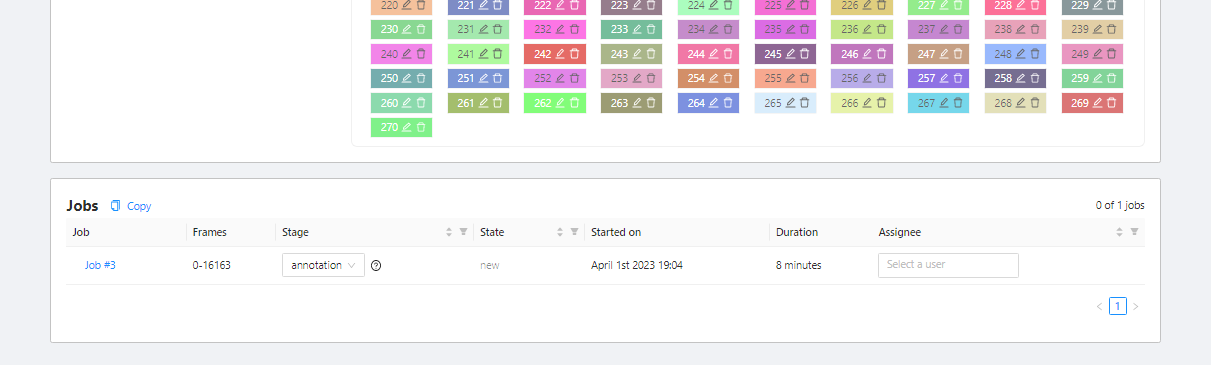 220 221 222 223 224 225 226 227 228 229
230 231 232 233 234 235 236 237 238 239
240 241 242 243 244 245 246 247 248 249
250 251 252 253 254 255 256 257 258 259
260 261 262 263 264 265 266 267 268 269
270
Jobs Copy 0 of 1 jobs
Job Frames Stage State Started on Duration Assignee
Job #3 0-16163 annotation new April 1st 2023 19:04 8 minutes Select a user
1